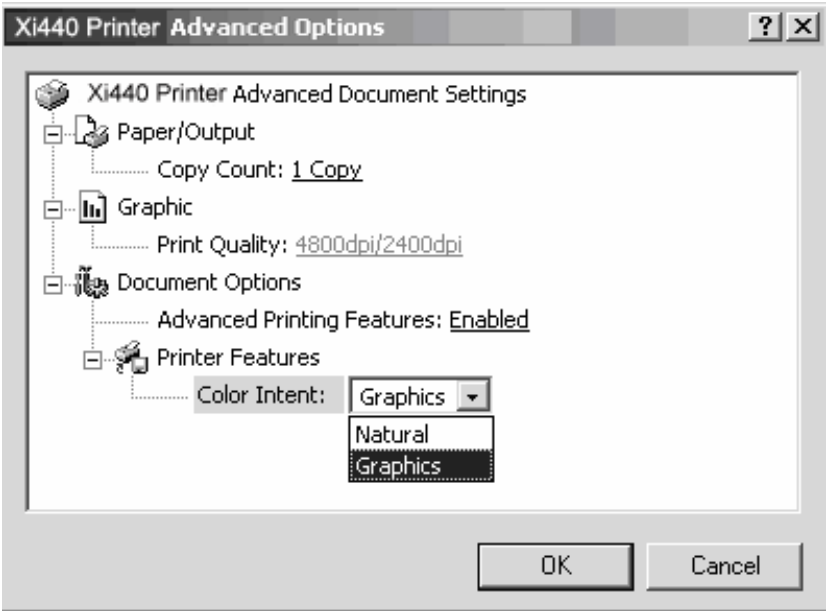 Xi440 Printer Advanced Options
Xi440 Printer Advanced Document Settings
Paper/Output
Copy Count: 1 Copy
Graphic
Print Quality: 4800dpi/2400dpi
Document Options
Advanced Printing Features: Enabled
Printer Features
Color Intent: Graphics
Natural
Graphics
OK Cancel